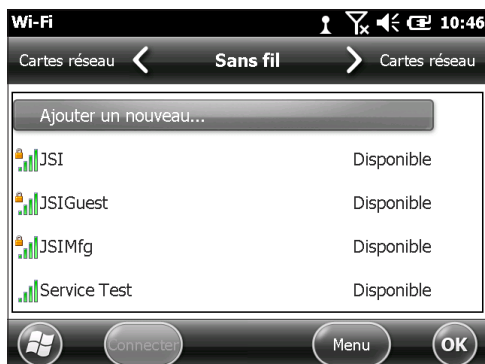 Wi-Fi 10:46
Cartes réseau Sans fil Cartes réseau
Ajouter un nouveau...
JSI Disponible
JSIGuest Disponible
JSIMfg Disponible
Service Test Disponible
Connecter Menu OK